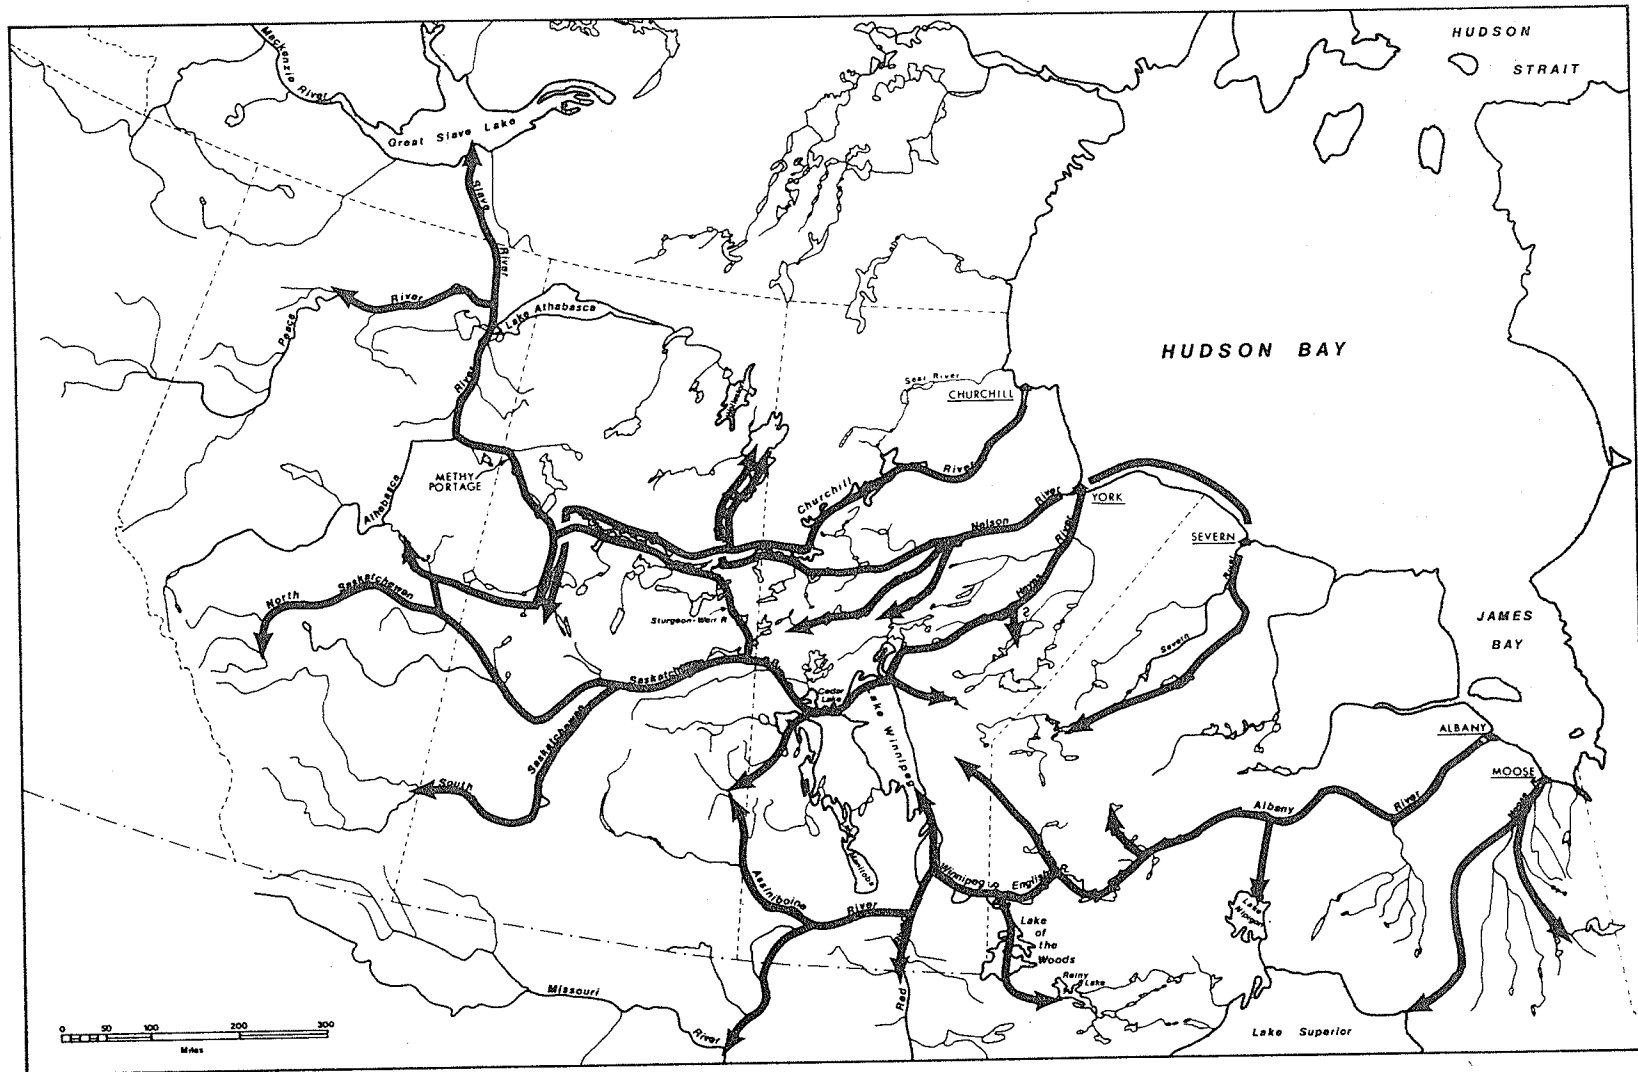 HUDSON
STRAIT
Mackenzie
River
Great Slave Lake
Slave
River
River
Peace
Lake Athabasca
River
HUDSON BAY
Seal River
CHURCHILL
METHY
PORTAGE
Athabasca
Churchill
River
Nelson
River
YORK
River
Hayes
SEVERN
River
Severn
North
Saskatchewan
Sturgeon-Weir R
?
JAMES
BAY
Saskatchewan
Cedar
Lake
Lake Winnipeg
Saskatchewan
South
ALBANY
MOOSE
Moose
River
Albany
Manitoba
Winnipeg
English
R
Assiniboine
River
Lake
of
the
Woods
Rainy
Lake
Lake
Nipigon
Red
Missouri
River
Lake Superior
0 50 100 200 300
Miles